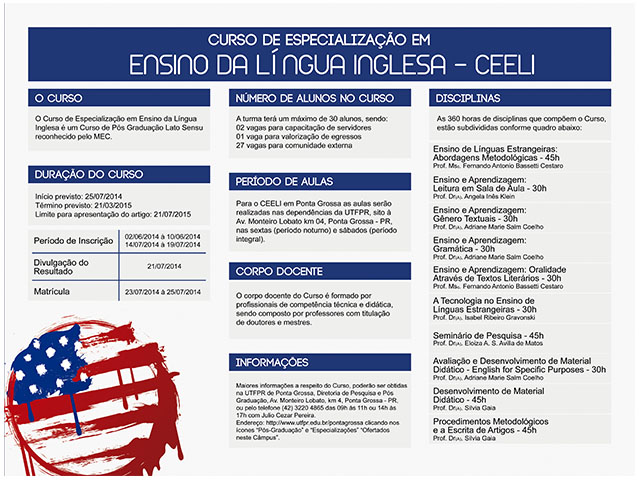 CURSO DE ESPECIALIZAÇÃO EM
ENSINO DA LÍNGUA INGLESA - CEELI
O CURSO
O Curso de Especialização em Ensino da Língua
Inglesa é um Curso de Pós Graduação Lato Sensu
reconhecido pelo MEC.
DURAÇÃO DO CURSO
Início previsto: 25/07/2014
Término previsto: 21/03/2015
Limite para apresentação do artigo: 21/07/2015
Período de Inscrição
02/06/2014 à 10/06/2014
14/07/2014 à 19/07/2014
Divulgação do
Resultado
21/07/2014
Matrícula
23/07/2014 à 25/07/2014
NÚMERO DE ALUNOS NO CURSO
A turma terá um máximo de 30 alunos, sendo:
02 vagas para capacitação de servidores
01 vaga para valorização de egressos
27 vagas para comunidade externa
PERÍODO DE AULAS
Para o CEELI em Ponta Grossa as aulas serão
realizadas nas dependências da UTFPR, sito à
Av. Monteiro Lobato km 04, Ponta Grossa - PR,
nas sextas (período noturno) e sábados (período
integral).
CORPO DOCENTE
O corpo docente do Curso é formado por
profissionais de competência técnica e didática,
sendo composto por professores com titulação
de doutores e mestres.
INFORMAÇÕES
Maiores informações a respeito do Curso, poderão ser obtidas
na UTFPR de Ponta Grossa, Diretoria de Pesquisa e Pós
Graduação, Av. Monteiro Lobato, km 4, Ponta Grossa - PR,
ou pelo telefone (42) 3220 4865 das 09h às 11h ou 14h às
17h com Julio Cezar Pereira.
Endereço: http://www.utfpr.edu.br/pontagrossa clicando nos
ícones "Pós-Graduação" e "Especializações" "Ofertados
neste Câmpus".
DISCIPLINAS
As 360 horas de disciplinas que compõem o Curso,
estão subdivididas conforme quadro abaixo:
Ensino de Línguas Estrangeiras:
Abordagens Metodológicas - 45h
Prof. Msc. Fernando Antonio Bassetti Cestaro
Ensino e Aprendizagem:
Leitura em Sala de Aula - 30h
Prof. Dr(a). Angela Inês Klein
Ensino e Aprendizagem:
Gênero Textuais - 30h
Prof. Dr(a). Adriane Marie Salm Coelho
Ensino e Aprendizagem:
Gramática - 30h
Prof. Dr(a). Adriane Marie Salm Coelho
Ensino e Aprendizagem: Oralidade
Através de Textos Literários - 30h
Prof. Msc. Fernando Antonio Bassetti Cestaro
A Tecnologia no Ensino de
Línguas Estrangeiras - 30h
Prof. Dr(a). Isabel Ribeiro Gravonski
Seminário de Pesquisa - 45h
Prof. Dr(a). Eloiza A. S. Avila de Matos
Avaliação e Desenvolvimento de Material
Didático - English for Specific Purposes - 30h
Prof. Dr(a). Adriane Marie Salm Coelho
Desenvolvimento de Material
Didático - 45h
Prof. Dr(a). Silvia Gaia
Procedimentos Metodológicos
e a Escrita de Artigos - 45h
Prof. Dr(a). Silvia Gaia